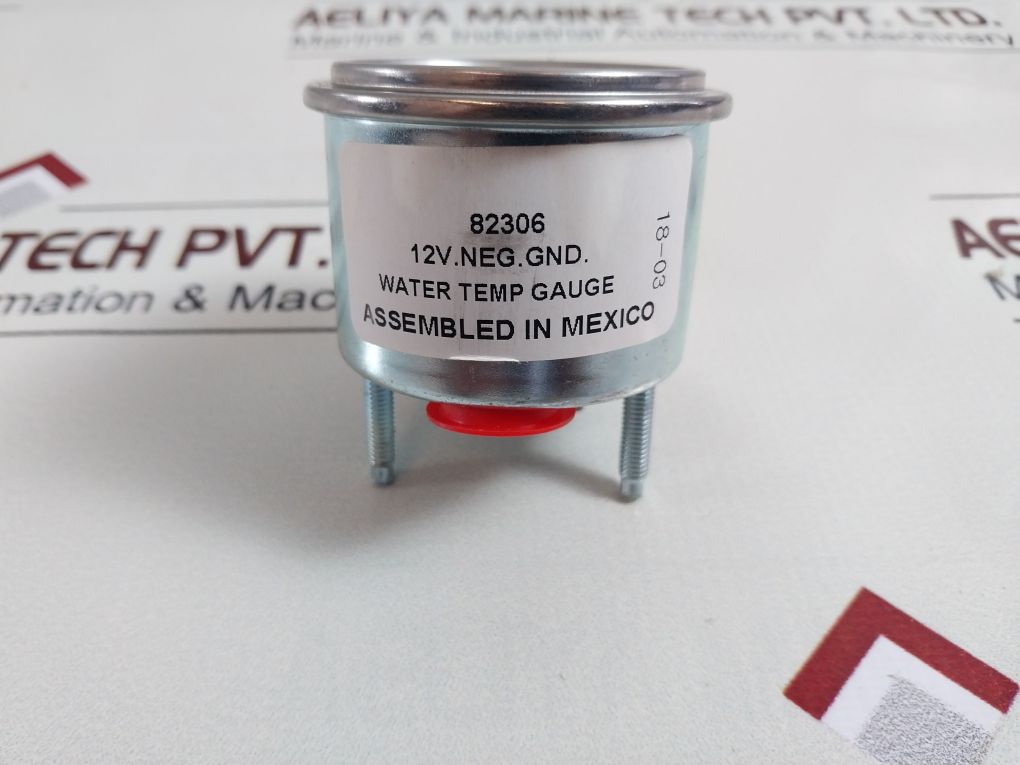 AELIYA MARINE TECH PVT. LTD.
Marine & Industrial Automation & Machinery
82306
12V.NEG.GND.
WATER TEMP GAUGE
ASSEMBLED IN MEXICO
18-03
TECH PVT.
mation & Mac
AE
M